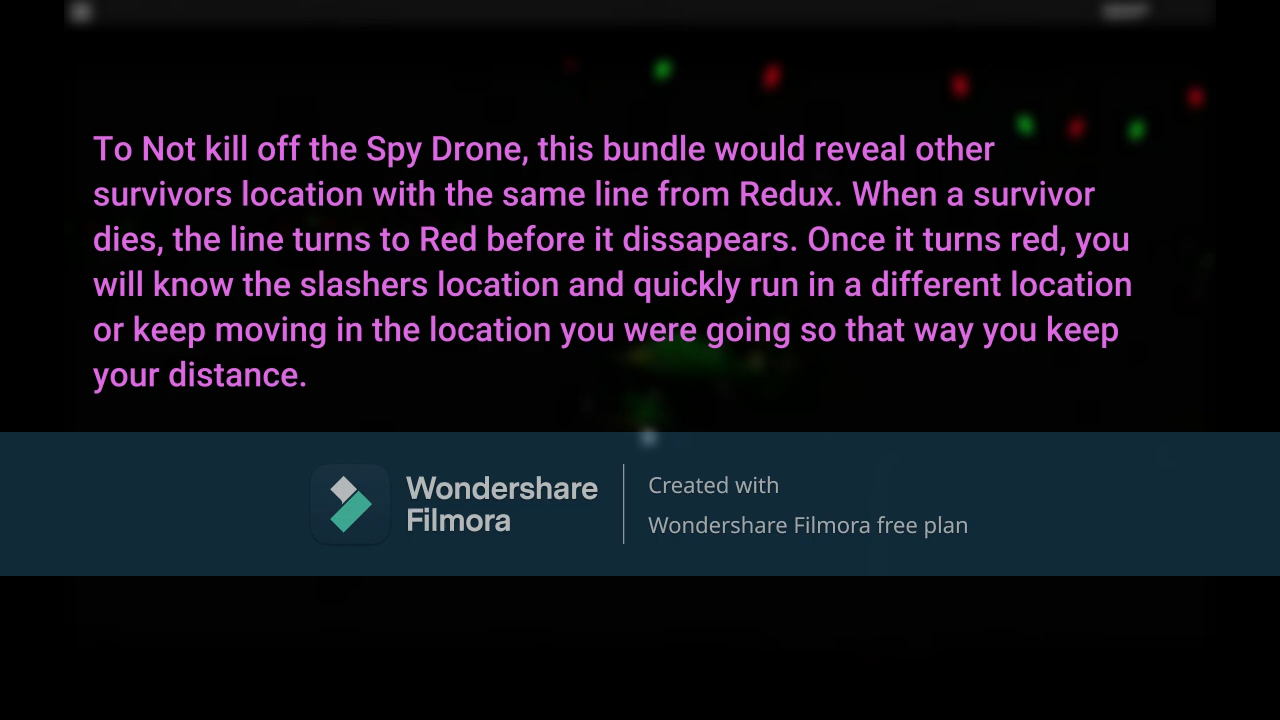 To Not kill off the Spy Drone, this bundle would reveal other
survivors location with the same line from Redux. When a survivor
dies, the line turns to Red before it dissapears. Once it turns red, you
will know the slashers location and quickly run in a different location
or keep moving in the location you were going so that way you keep
your distance.
Wondershare
Filmora
Created with
Wondershare Filmora free plan